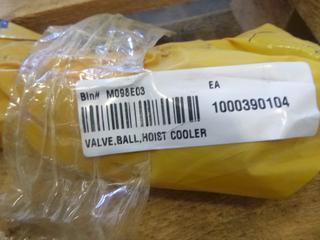 Bin# M098E03 EA
1000390104
VALVE,BALL,HOIST COOLER